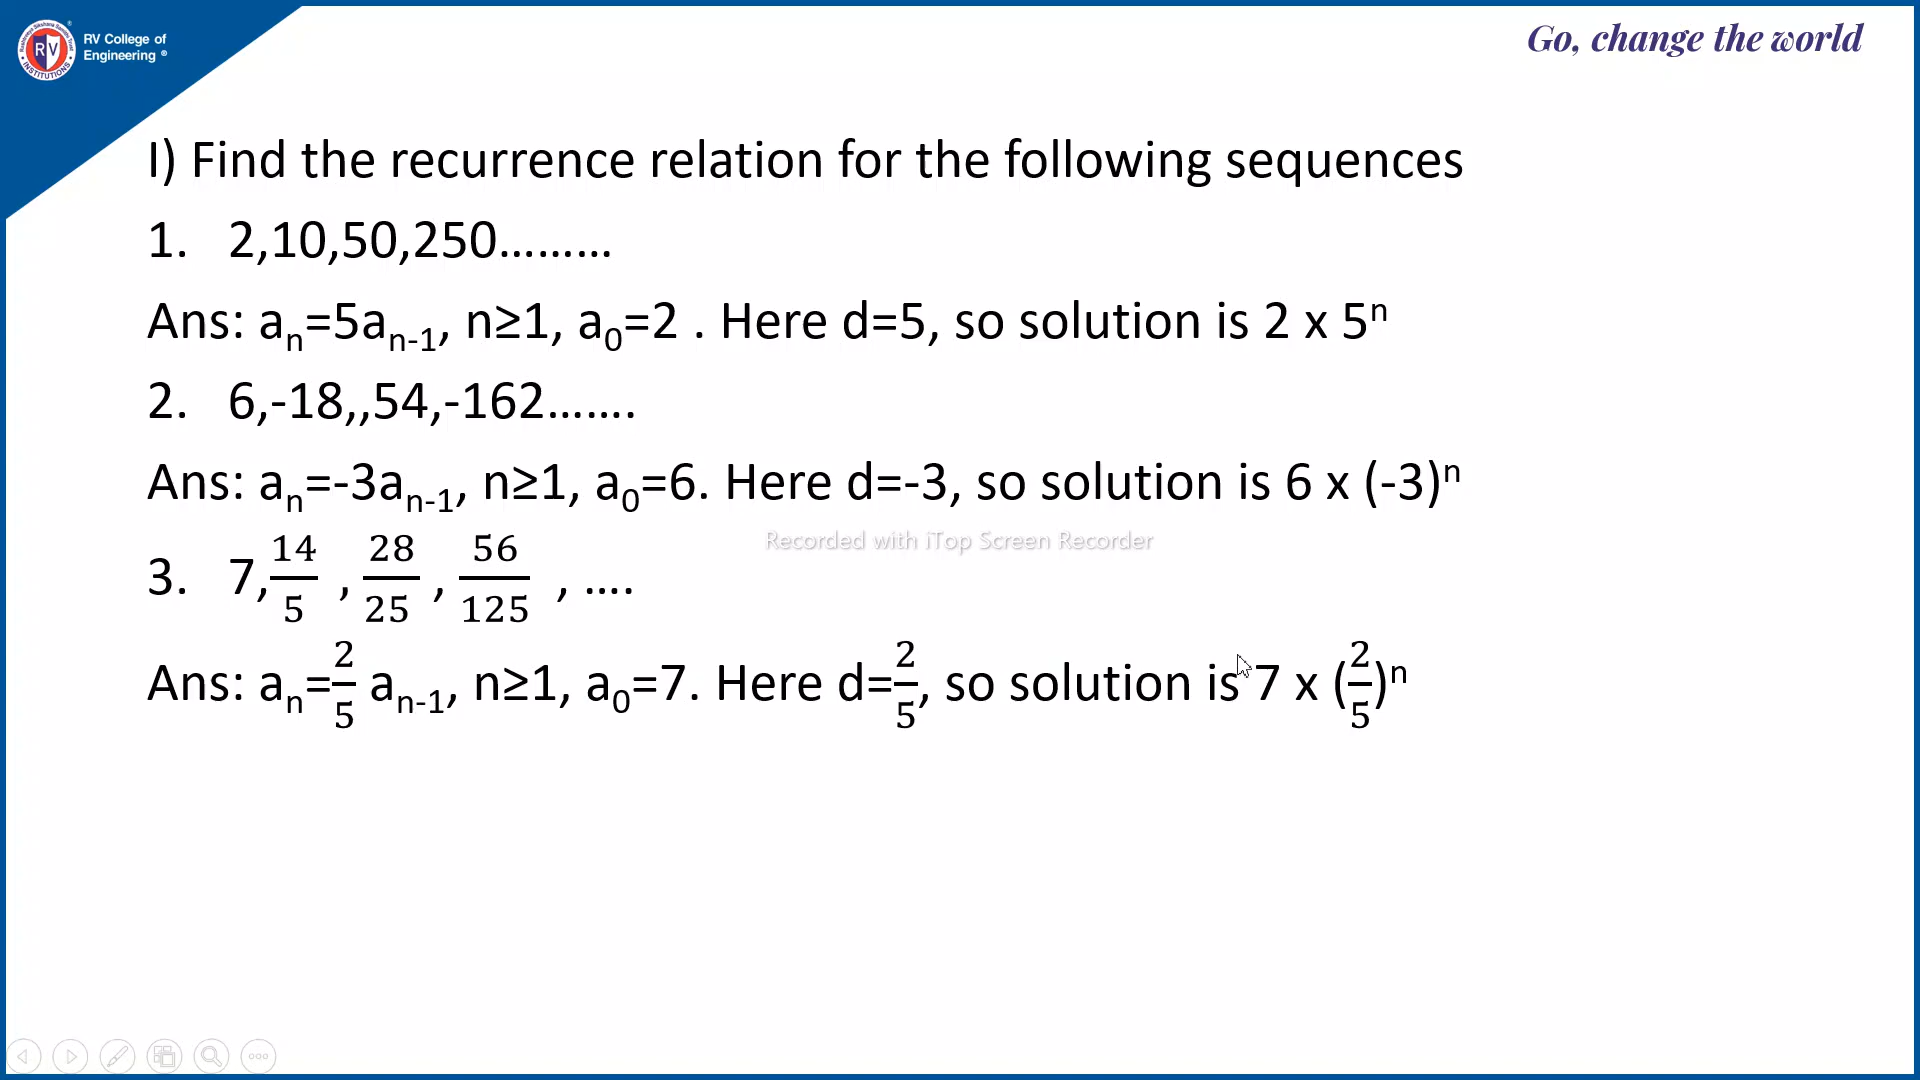 RV College of
Engineering ®
Go, change the world
I) Find the recurrence relation for the following sequences
1. 2,10,50,250………
Ans: aₙ=5aₙ₋₁, n≥1, a₀=2 . Here d=5, so solution is 2 x 5ⁿ
2. 6,-18,,54,-162…….
Ans: aₙ=-3aₙ₋₁, n≥1, a₀=6. Here d=-3, so solution is 6 x (-3)ⁿ
Recorded with iTop Screen Recorder
3. 7,14/5 , 28/25 , 56/125 , ….
Ans: aₙ=2/5 aₙ₋₁, n≥1, a₀=7. Here d=2/5, so solution is 7 x (2/5)ⁿ
RV
INSTITUTIONS